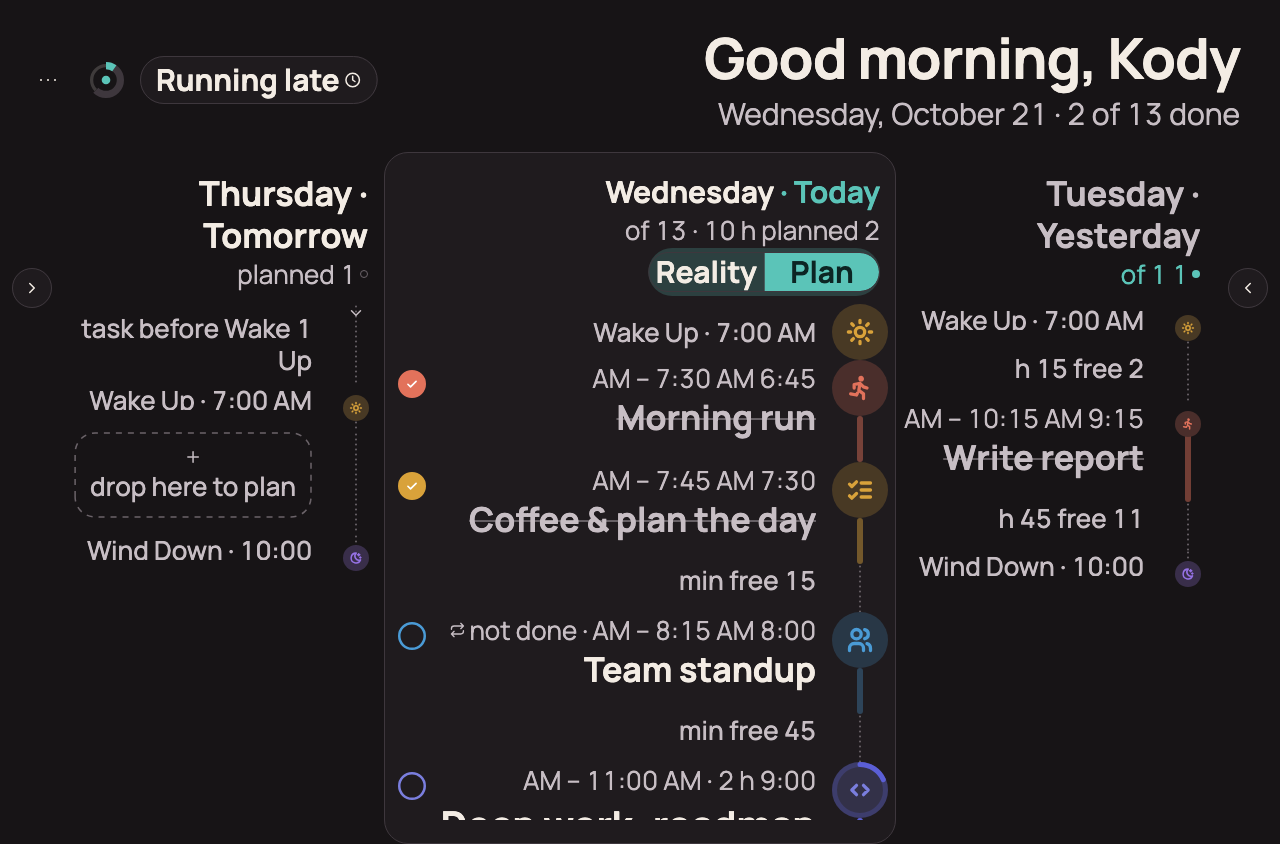 Good morning, Kody
Wednesday, October 21 · 2 of 13 done
Running late
...
Tuesday ·
Yesterday
of 1 1
Wake Up · 7:00 AM
h 15 free 2
AM – 10:15 AM 9:15
Write report
h 45 free 11
Wind Down · 10:00
Wednesday · Today
of 13 · 10 h planned 2
Reality Plan
Wake Up · 7:00 AM
AM – 7:30 AM 6:45
Morning run
AM – 7:45 AM 7:30
Coffee & plan the day
min free 15
not done · AM – 8:15 AM 8:00
Team standup
min free 45
AM – 11:00 AM · 2 h 9:00
Deep work, roadmap
Thursday ·
Tomorrow
planned 1
task before Wake 1
Up
Wake Up · 7:00 AM
+
drop here to plan
Wind Down · 10:00